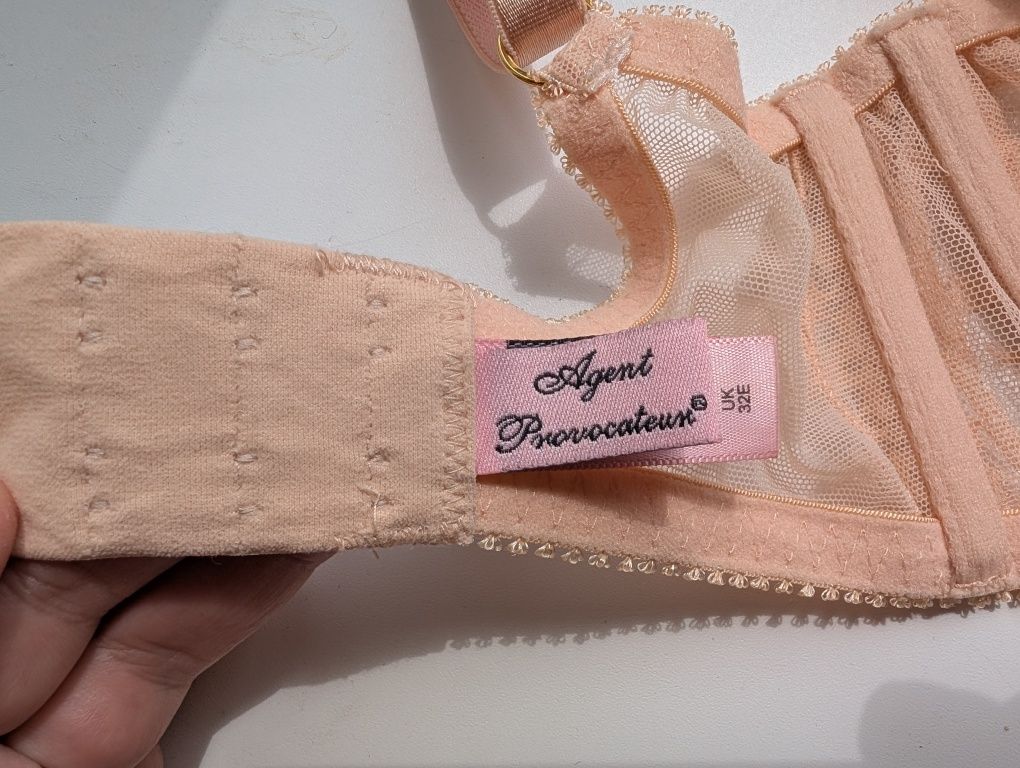 Agent
Provocateur®
UK
32E